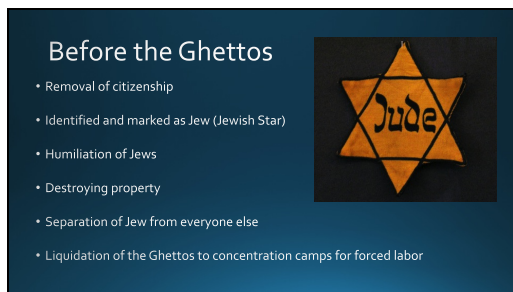 Before the Ghettos
• Removal of citizenship
• Identified and marked as Jew (Jewish Star)
• Humiliation of Jews
• Destroying property
• Separation of Jew from everyone else
• Liquidation of the Ghettos to concentration camps for forced labor
Jude